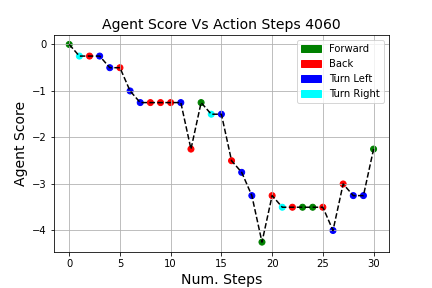 Agent Score Vs Action Steps 4060
Forward
Back
Turn Left
Turn Right
Agent Score
0
−1
−2
−3
−4
0 5 10 15 20 25 30
Num. Steps